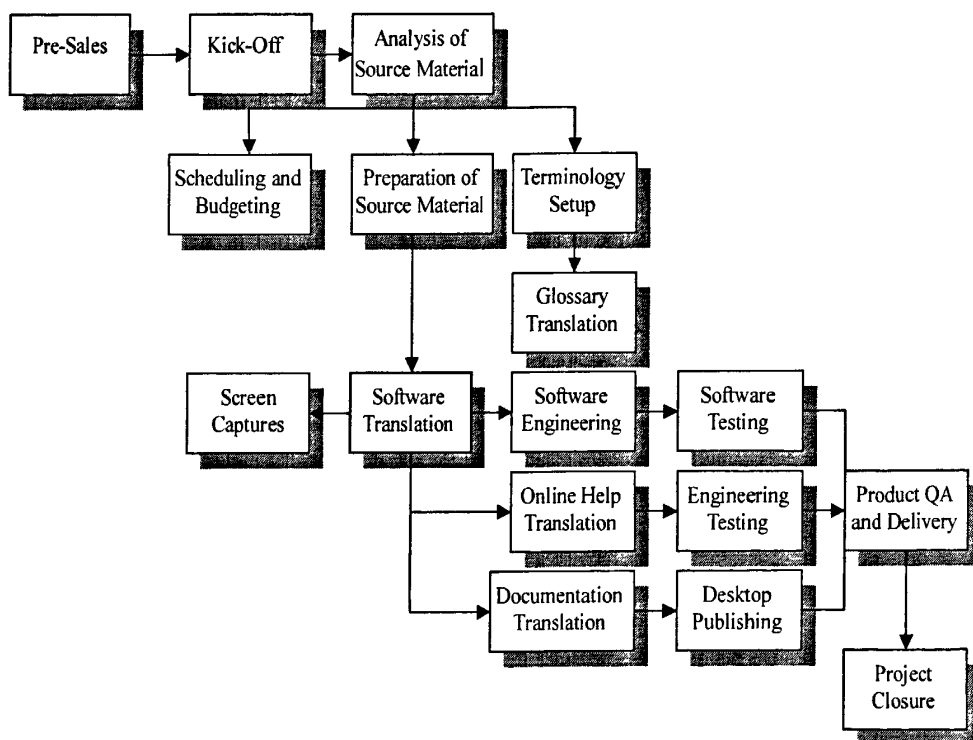 Pre-Sales
Kick-Off
Analysis of
Source Material
Scheduling and
Budgeting
Preparation of
Source Material
Terminology
Setup
Glossary
Translation
Screen
Captures
Software
Translation
Software
Engineering
Software
Testing
Online Help
Translation
Engineering
Testing
Product QA
and Delivery
Documentation
Translation
Desktop
Publishing
Project
Closure